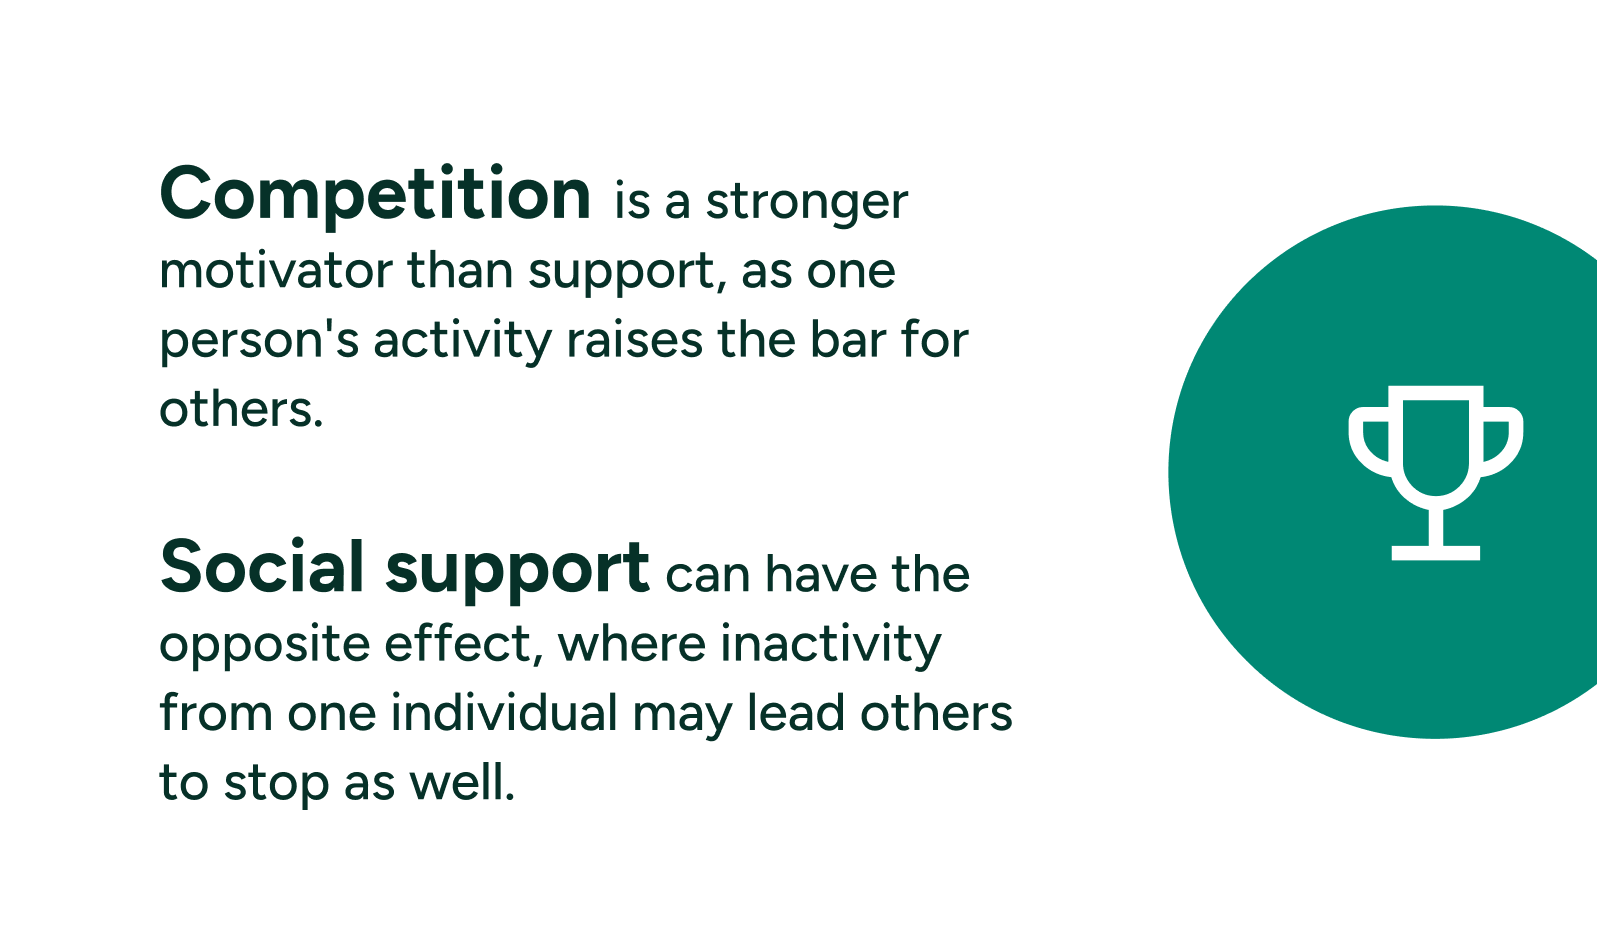 Competition is a stronger
motivator than support, as one
person's activity raises the bar for
others.
Social support can have the
opposite effect, where inactivity
from one individual may lead others
to stop as well.